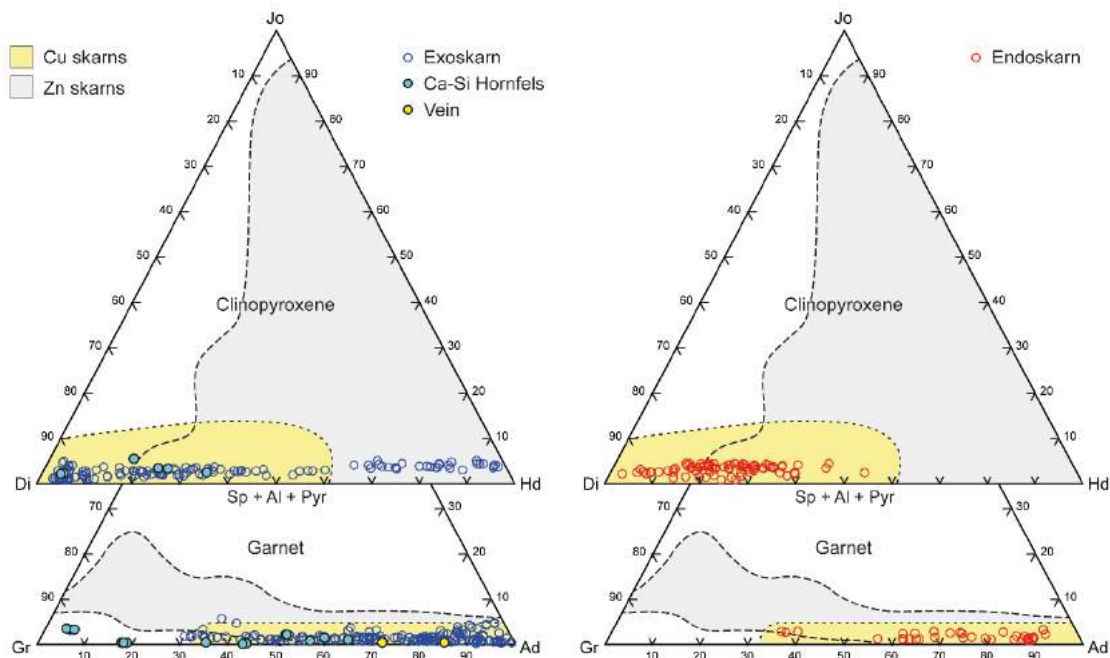 Jo
Cu skarns
Zn skarns
Exoskarn
Ca-Si Hornfels
Vein
10 90
20 80
30 70
40 60
50 50
60 40
70 30
80 20
90 10
Clinopyroxene
Di Hd
Sp + Al + Pyr
70 30
80 20
90 10
Garnet
Gr Ad
10 20 30 40 50 60 70 80 90
Jo
Endoskarn
10 90
20 80
30 70
40 60
50 50
60 40
70 30
80 20
90 10
Clinopyroxene
Di Hd
Sp + Al + Pyr
70 30
80 20
90 10
Garnet
Gr Ad
10 20 30 40 50 60 70 80 90